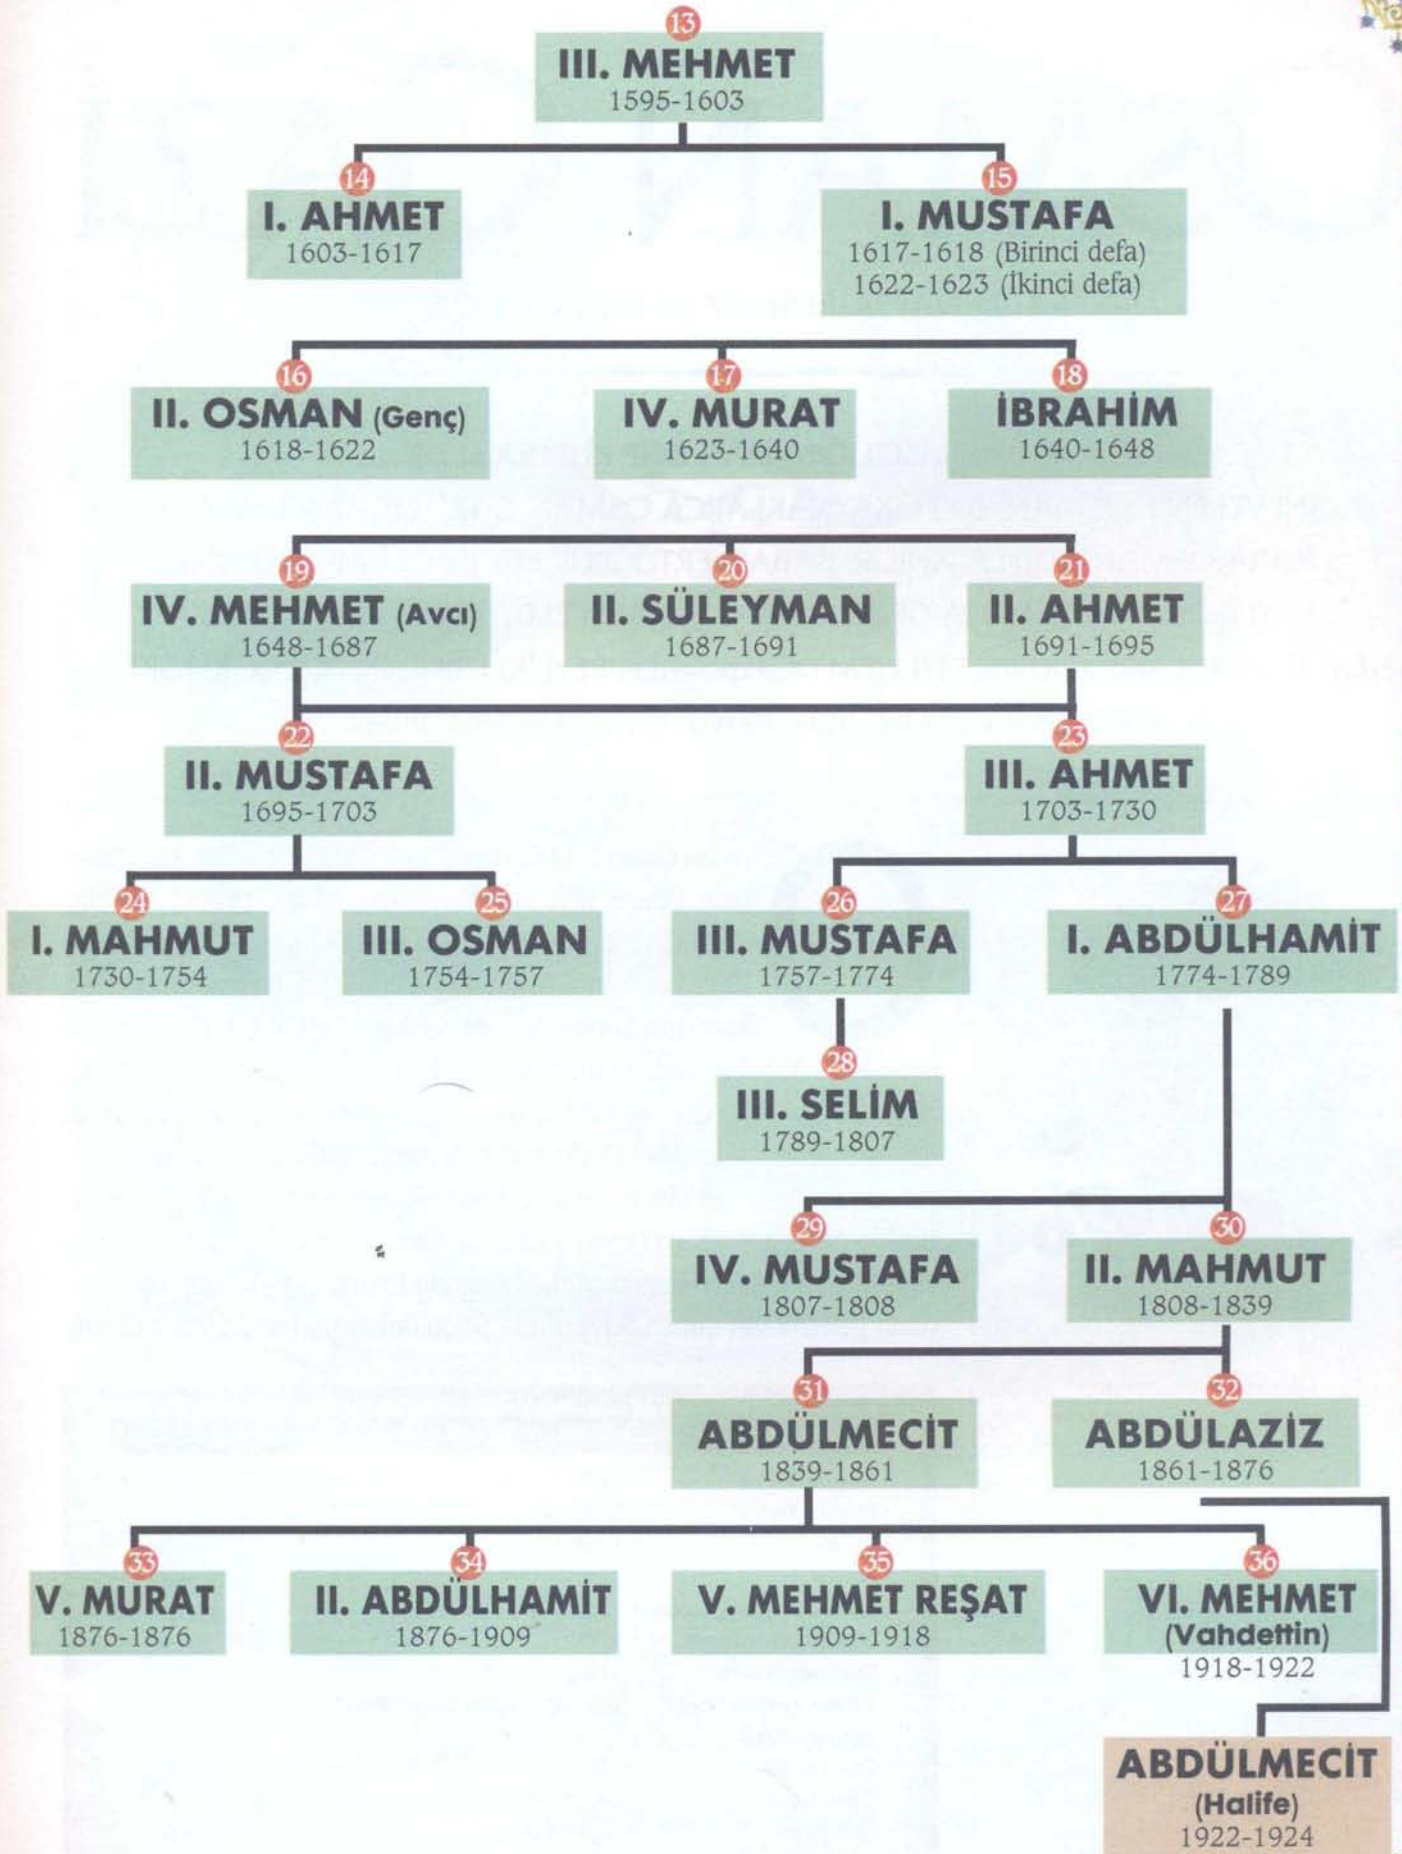 13
III. MEHMET
1595-1603
14
I. AHMET
1603-1617
15
I. MUSTAFA
1617-1618 (Birinci defa)
1622-1623 (İkinci defa)
16
II. OSMAN (Genç)
1618-1622
17
IV. MURAT
1623-1640
18
İBRAHİM
1640-1648
19
IV. MEHMET (Avcı)
1648-1687
20
II. SÜLEYMAN
1687-1691
21
II. AHMET
1691-1695
22
II. MUSTAFA
1695-1703
23
III. AHMET
1703-1730
24
I. MAHMUT
1730-1754
25
III. OSMAN
1754-1757
26
III. MUSTAFA
1757-1774
27
I. ABDÜLHAMİT
1774-1789
28
III. SELİM
1789-1807
29
IV. MUSTAFA
1807-1808
30
II. MAHMUT
1808-1839
31
ABDÜLMECİT
1839-1861
32
ABDÜLAZİZ
1861-1876
33
V. MURAT
1876-1876
34
II. ABDÜLHAMİT
1876-1909
35
V. MEHMET REŞAT
1909-1918
36
VI. MEHMET
(Vahdettin)
1918-1922
ABDÜLMECİT
(Halife)
1922-1924